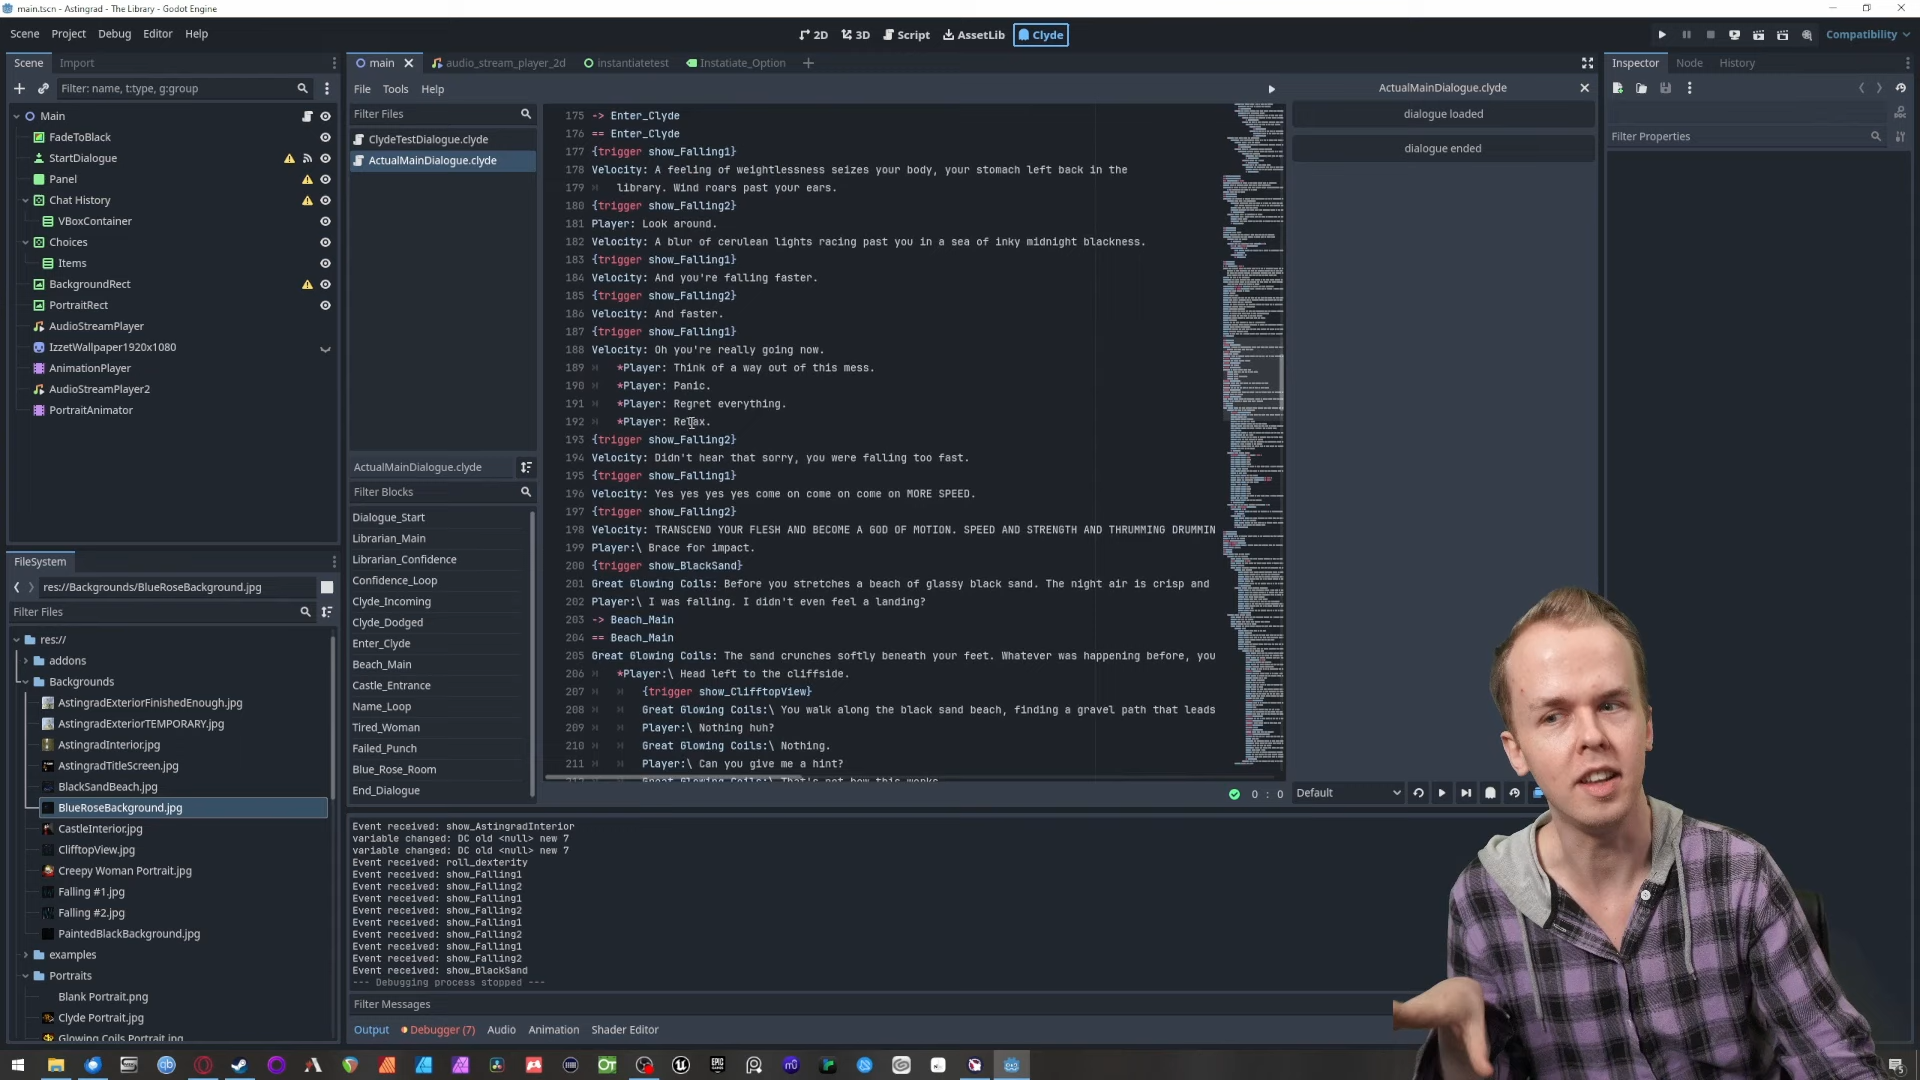 main.tscn - Astingrad - The Library - Godot Engine
Scene Project Debug Editor Help
2D 3D Script AssetLib Clyde
Compatibility
Scene Import
Filter: name, t:type, g:group
Main
FadeToBlack
StartDialogue
Panel
Chat History
VBoxContainer
Choices
Items
BackgroundRect
PortraitRect
AudioStreamPlayer
IzzetWallpaper1920x1080
AnimationPlayer
AudioStreamPlayer2
PortraitAnimator
FileSystem
res://Backgrounds/BlueRoseBackground.jpg
Filter Files
res://
addons
Backgrounds
AstingradExteriorFinishedEnough.jpg
AstingradExteriorTEMPORARY.jpg
AstingradInterior.jpg
AstingradTitleScreen.jpg
BlackSandBeach.jpg
BlueRoseBackground.jpg
CastleInterior.jpg
ClifftopView.jpg
Creepy Woman Portrait.jpg
Falling #1.jpg
Falling #2.jpg
PaintedBlackBackground.jpg
examples
Portraits
Blank Portrait.png
Clyde Portrait.jpg
Glowing Coils Portrait.jpg
main audio_stream_player_2d instantiatetest Instatiate_Option
File Tools Help
Filter Files
ClydeTestDialogue.clyde
ActualMainDialogue.clyde
ActualMainDialogue.clyde
Filter Blocks
Dialogue_Start
Librarian_Main
Librarian_Confidence
Confidence_Loop
Clyde_Incoming
Clyde_Dodged
Enter_Clyde
Beach_Main
Castle_Entrance
Name_Loop
Tired_Woman
Failed_Punch
Blue_Rose_Room
End_Dialogue
175 -> Enter_Clyde
176 == Enter_Clyde
177 {trigger show_Falling1}
178 Velocity: A feeling of weightlessness seizes your body, your stomach left back in the
179 library. Wind roars past your ears.
180 {trigger show_Falling2}
181 Player: Look around.
182 Velocity: A blur of cerulean lights racing past you in a sea of inky midnight blackness.
183 {trigger show_Falling1}
184 Velocity: And you're falling faster.
185 {trigger show_Falling2}
186 Velocity: And faster.
187 {trigger show_Falling1}
188 Velocity: Oh you're really going now.
189 *Player: Think of a way out of this mess.
190 *Player: Panic.
191 *Player: Regret everything.
192 *Player: Relax.
193 {trigger show_Falling2}
194 Velocity: Didn't hear that sorry, you were falling too fast.
195 {trigger show_Falling1}
196 Velocity: Yes yes yes yes come on come on come on MORE SPEED.
197 {trigger show_Falling2}
198 Velocity: TRANSCEND YOUR FLESH AND BECOME A GOD OF MOTION. SPEED AND STRENGTH AND THRUMMING DRUMMIN
199 Player:\ Brace for impact.
200 {trigger show_BlackSand}
201 Great Glowing Coils: Before you stretches a beach of glassy black sand. The night air is crisp and
202 Player:\ I was falling. I didn't even feel a landing?
203 -> Beach_Main
204 == Beach_Main
205 Great Glowing Coils: The sand crunches softly beneath your feet. Whatever was happening before, you
206 *Player:\ Head left to the cliffside.
207 {trigger show_ClifftopView}
208 Great Glowing Coils:\ You walk along the black sand beach, finding a gravel path that leads
209 Player:\ Nothing huh?
210 Great Glowing Coils:\ Nothing.
211 Player:\ Can you give me a hint?
212 Great Glowing Coils:\ That's not how this works
0 : 0
ActualMainDialogue.clyde
dialogue loaded
dialogue ended
Default
Event received: show_AstingradInterior
variable changed: DC old <null> new 7
variable changed: DC old <null> new 7
Event received: roll_dexterity
Event received: show_Falling1
Event received: show_Falling2
Event received: show_Falling1
Event received: show_Falling2
Event received: show_Falling1
Event received: show_Falling2
Event received: show_Falling1
Event received: show_Falling2
Event received: show_BlackSand
--- Debugging process stopped ---
Filter Messages
Output Debugger (7) Audio Animation Shader Editor
Inspector Node History
Filter Properties